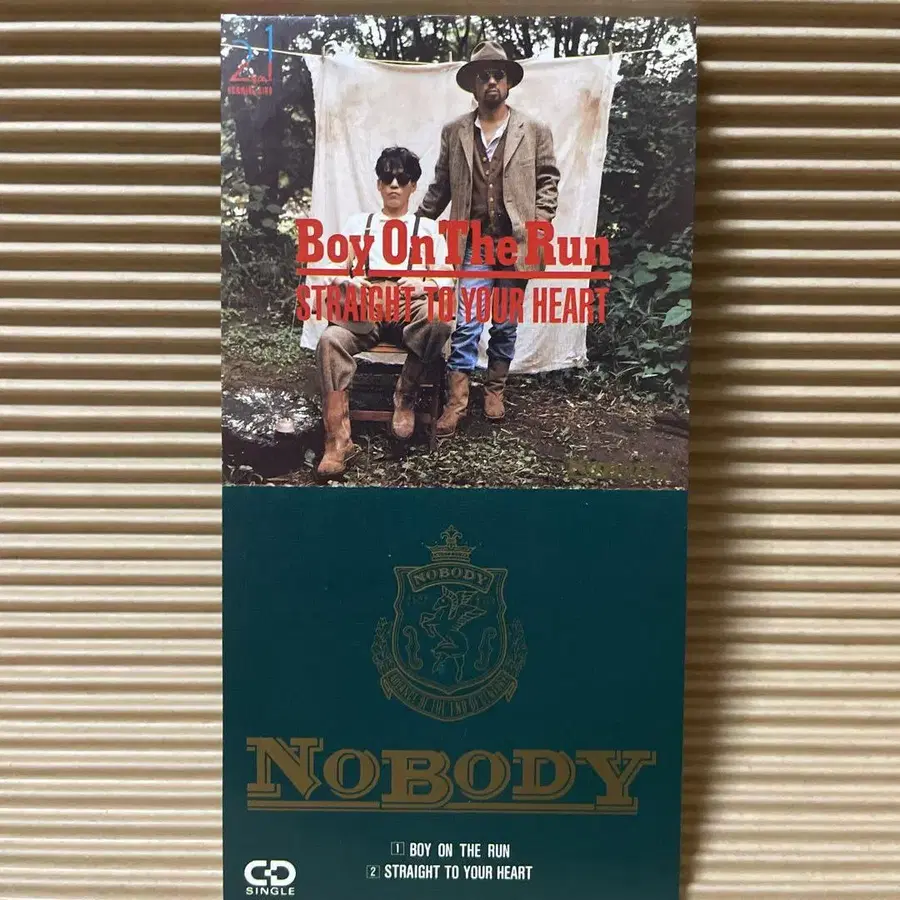 21
Boy On The Run
STRAIGHT TO YOUR HEART
NOBODY
NOBODY
1 BOY ON THE RUN
2 STRAIGHT TO YOUR HEART
CD
SINGLE